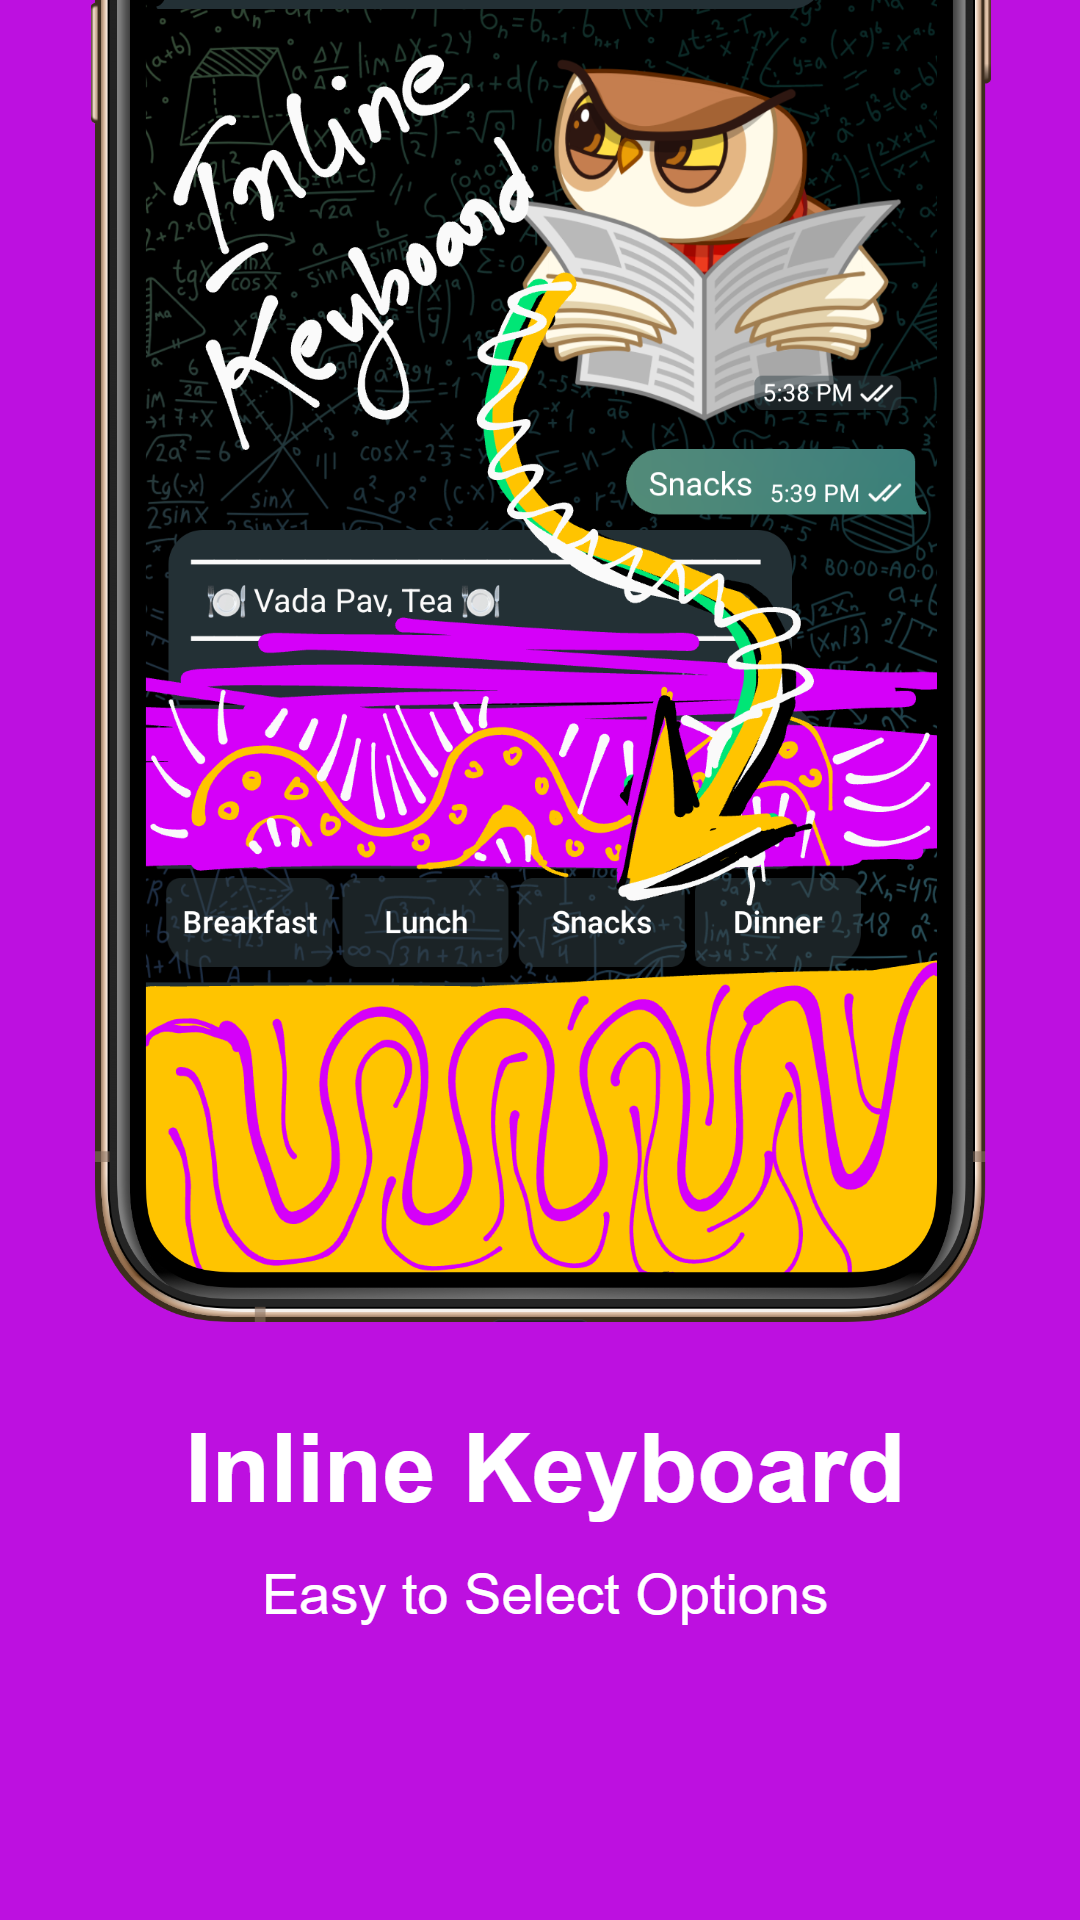 Inline
Keyboard
5:38 PM
Snacks 5:39 PM
🍽 Vada Pav, Tea 🍽
Breakfast Lunch Snacks Dinner
Inline Keyboard
Easy to Select Options